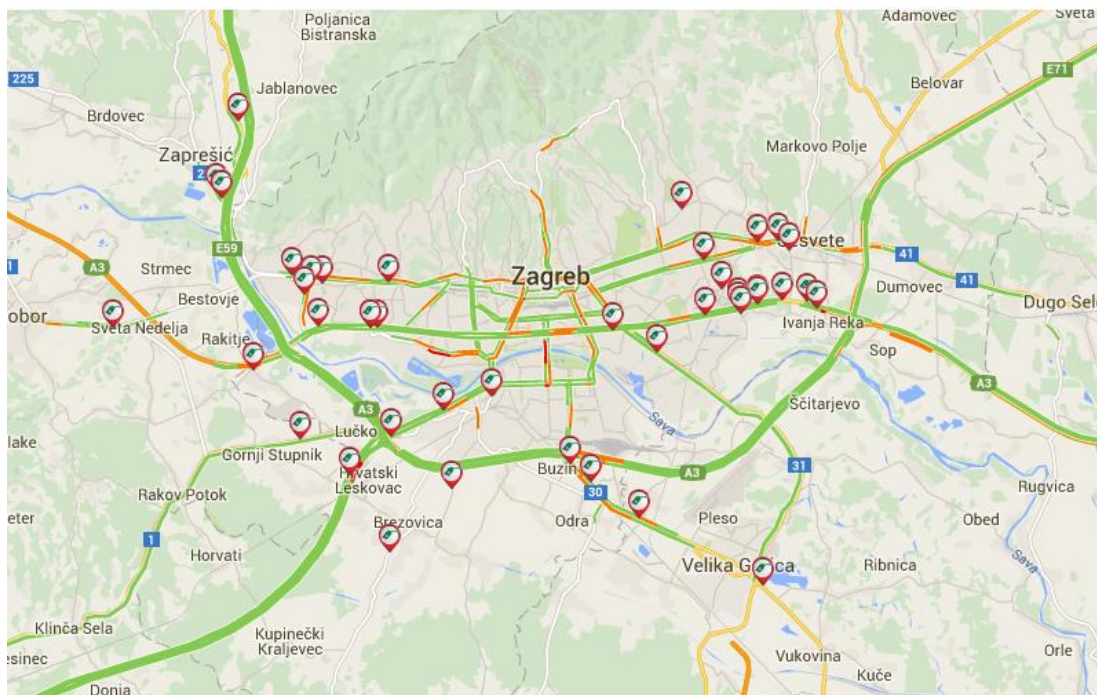 Poljanica
Bistranska
Adamovec
Sveta
225
Jablanovec
E71
Belovar
Brdovec
Zaprešić
Markovo Polje
2
E59
A3
Strmec
Zagreb
41
41
Bestovje
Dumovec
Dugo Sel
obor
Sveta Nedelja
Rakitje
Ivanja Reka
Sop
A3
A3
Ščitarjevo
Lučko
Sava
Gornji Stupnik
Hrvatski
Leskovac
Buzin
A3
31
Rakov Potok
30
Rugvica
Brezovica
Odra
Pleso
Obed
1
Horvati
Sava
Velika Gorica
Ribnica
Klinča Sela
Kupinečki
Kraljevec
Orle
Vukovina
Kuče
Donja